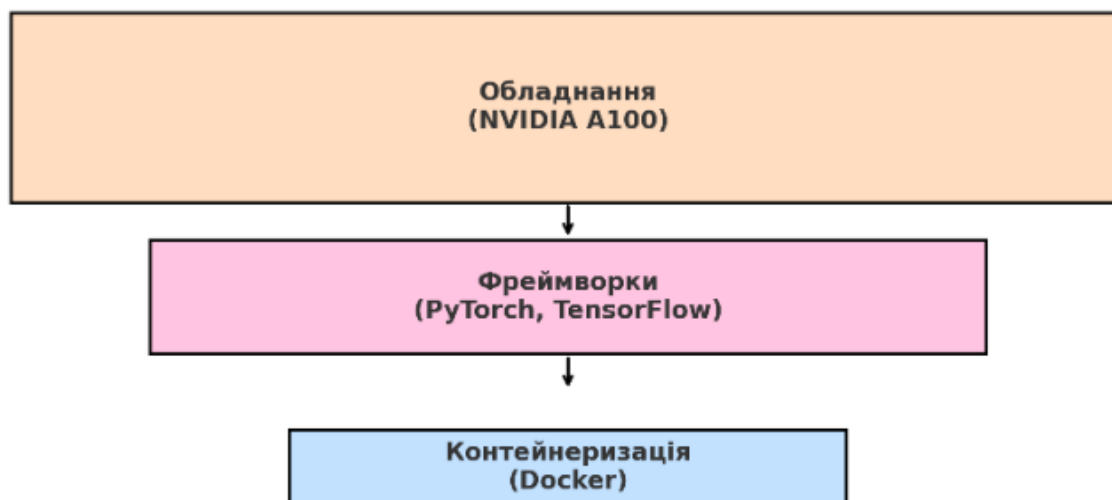 Обладнання
(NVIDIA A100)
Фреймворки
(PyTorch, TensorFlow)
Контейнеризація
(Docker)